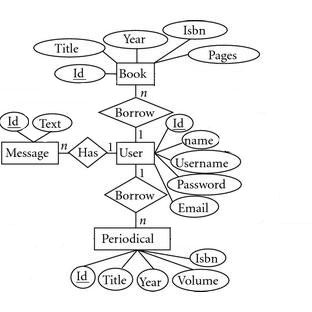 Year
Isbn
Title
Pages
Id
Book
n
Borrow
1
Id
Id
Text
name
Message
n
Has
1
User
Username
1
Password
Borrow
Email
n
Periodical
Isbn
Id
Title
Year
Volume